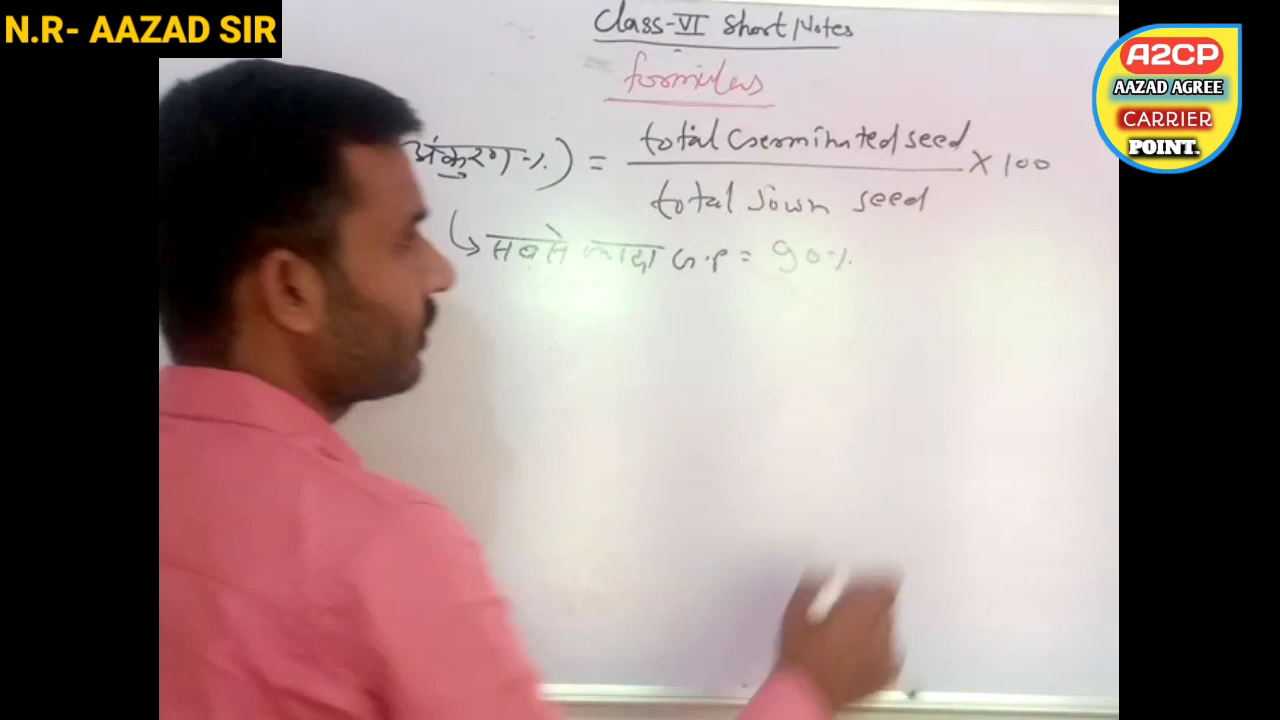 N.R- AAZAD SIR
Class-VI Short Notes
formulas
अंकुरण-%) = total Germinated seed / total sown seed × 100
↳ सबसे ज्यादा G.P = 90%
A2CP
AAZAD AGREE
CARRIER
POINT.